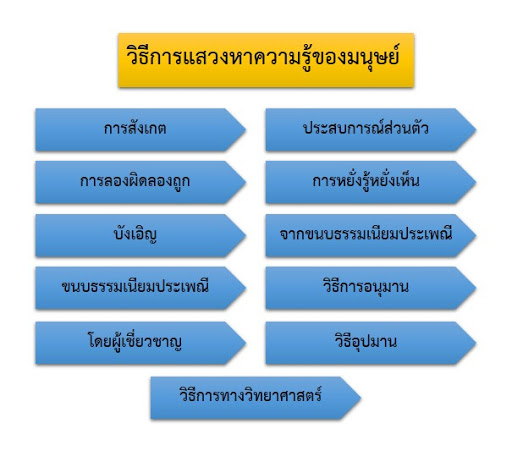 วิธีการแสวงหาความรู้ของมนุษย์
การสังเกต
ประสบการณ์ส่วนตัว
การลองผิดลองถูก
การหยั่งรู้หยั่งเห็น
บังเอิญ
จากขนบธรรมเนียมประเพณี
ขนบธรรมเนียมประเพณี
วิธีการอนุมาน
โดยผู้เชี่ยวชาญ
วิธีอุปมาน
วิธีการทางวิทยาศาสตร์